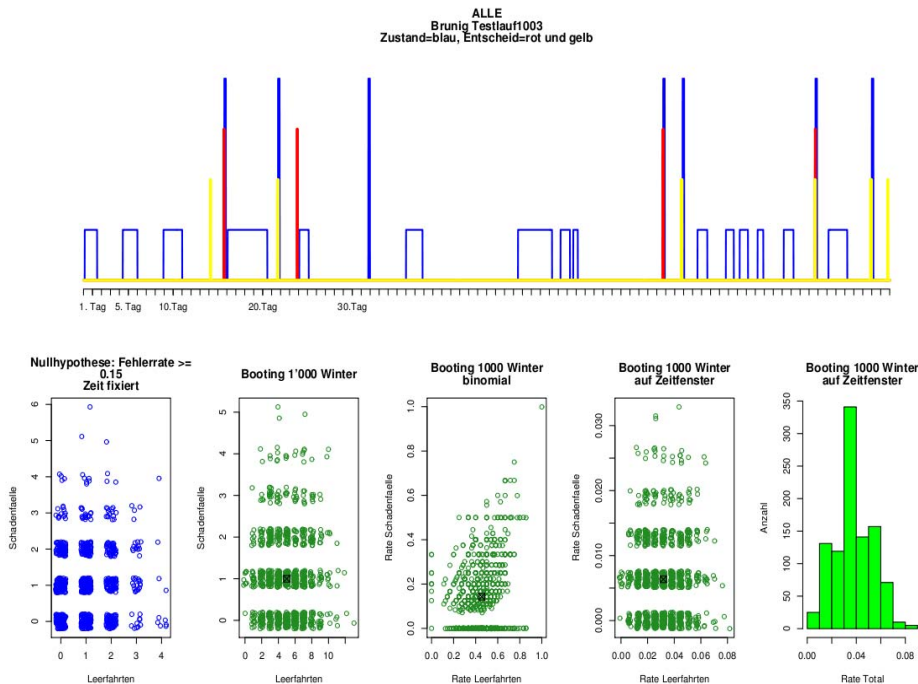 ALLE
Brunig Testlauf1003
Zustand=blau, Entscheid=rot und gelb
1. Tag 5. Tag 10.Tag 20.Tag 30.Tag
Nullhypothese: Fehlerrate >=
0.15
Zeit fixiert
Schadenfaelle
6
5
4
3
2
1
0
0 1 2 3 4
Leerfahrten
Booting 1'000 Winter
Schadenfaelle
5
4
3
2
1
0
0 2 4 6 8 10
Leerfahrten
Booting 1000 Winter
binomial
Rate Schadenfaelle
1.0
0.8
0.6
0.4
0.2
0.0
0.0 0.2 0.4 0.6 0.8 1.0
Rate Leerfahrten
Booting 1000 Winter
auf Zeitfenster
Rate Schadenfaelle
0.030
0.020
0.010
0.000
0.00 0.02 0.04 0.06 0.08
Rate Leerfahrten
Booting 1000 Winter
auf Zeitfenster
Anzahl
350
300
250
200
150
100
50
0
0.00 0.04 0.08
Rate Total